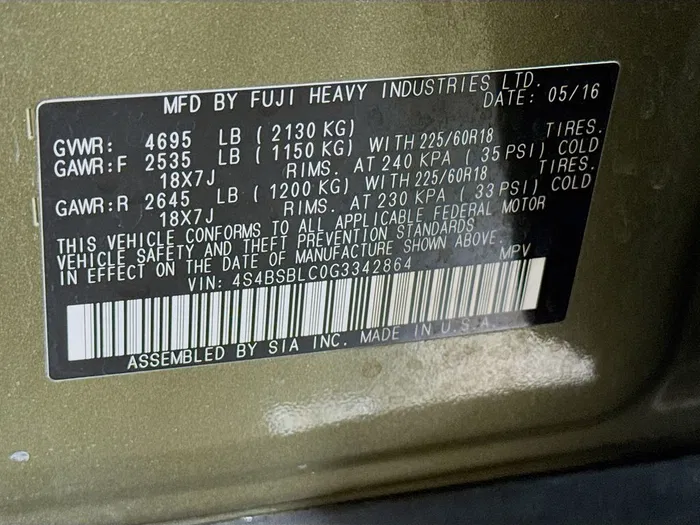 MFD BY FUJI HEAVY INDUSTRIES LTD.
DATE: 05/16
GVWR: 4695 LB (2130 KG)
GAWR:F 2535 LB (1150 KG) WITH 225/60R18 TIRES.
18X7J RIMS. AT 240 KPA (35 PSI) COLD
GAWR:R 2645 LB (1200 KG) WITH 225/60R18 TIRES.
18X7J RIMS. AT 230 KPA (33 PSI) COLD
THIS VEHICLE CONFORMS TO ALL APPLICABLE FEDERAL MOTOR
VEHICLE SAFETY AND THEFT PREVENTION STANDARDS
IN EFFECT ON THE DATE OF MANUFACTURE SHOWN ABOVE.
VIN: 4S4BSBLC0G3342864 MPV
ASSEMBLED BY SIA INC. MADE IN U.S.A.